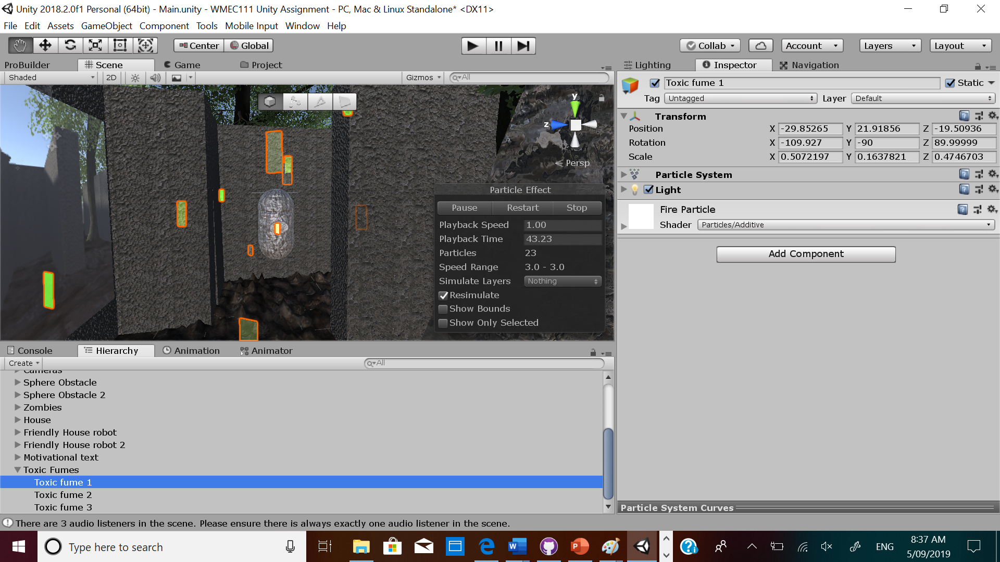 Unity 2018.2.0f1 Personal (64bit) - Main.unity - WMEC111 Unity Assignment - PC, Mac & Linux Standalone* <DX11>
File Edit Assets GameObject Component Tools Mobile Input Window Help
Center Global Collab Account Layers Layout
ProBuilder Scene Game Project Lighting Inspector Navigation
Shaded 2D Gizmos All
Toxic fume 1 Static
Tag Untagged Layer Default
Transform
Position X -29.85265 Y 21.91856 Z -19.50936
Rotation X -109.927 Y -90 Z 89.99999
Scale X 0.5072197 Y 0.1637821 Z 0.4746703
Particle System
Light
Fire Particle
Shader Particles/Additive
Add Component
Particle System Curves
y
z
Persp
Particle Effect
Pause Restart Stop
Playback Speed 1.00
Playback Time 43.23
Particles 23
Speed Range 3.0 - 3.0
Simulate Layers Nothing
Resimulate
Show Bounds
Show Only Selected
Console Hierarchy Animation Animator
Create All
Cameras
Sphere Obstacle
Sphere Obstacle 2
Zombies
House
Friendly House robot
Friendly House robot 2
Motivational text
Toxic Fumes
Toxic fume 1
Toxic fume 2
Toxic fume 3
There are 3 audio listeners in the scene. Please ensure there is always exactly one audio listener in the scene.
Type here to search
ENG
8:37 AM
5/09/2019